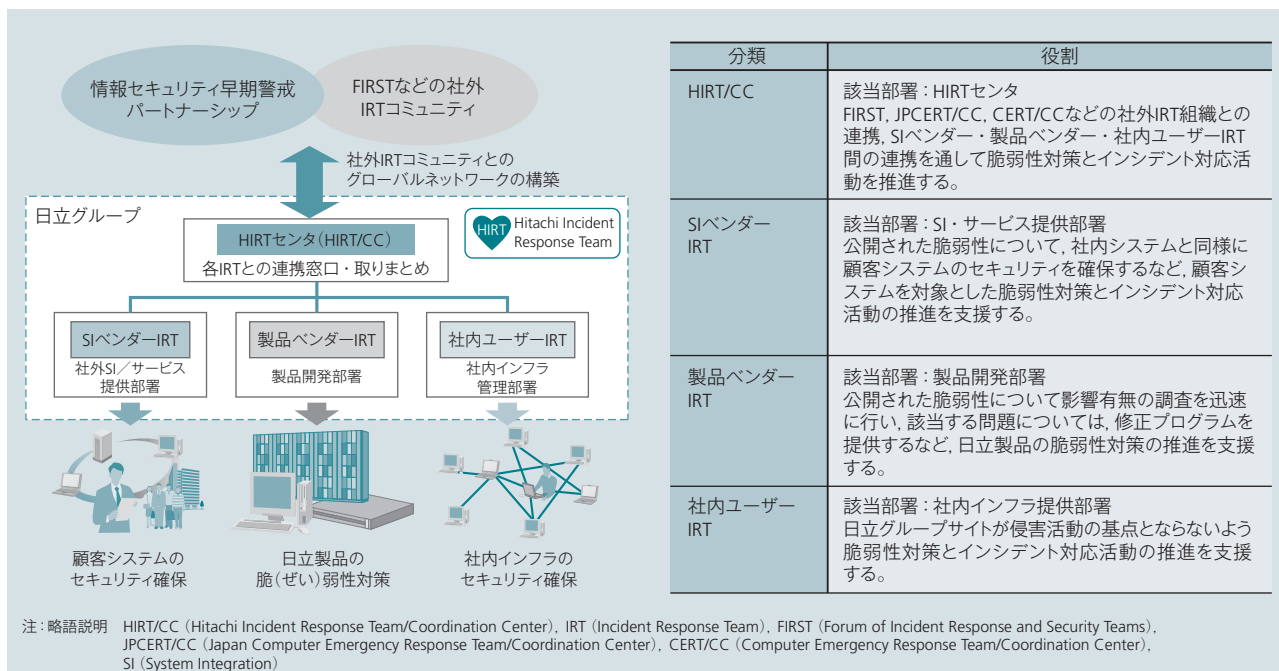 情報セキュリティ早期警戒
パートナーシップ
FIRSTなどの社外
IRTコミュニティ
社外IRTコミュニティとの
グローバルネットワークの構築
日立グループ
HIRT
Hitachi Incident
Response Team
HIRTセンタ(HIRT/CC)
各IRTとの連携窓口・取りまとめ
SIベンダーIRT
社外SI/サービス
提供部署
製品ベンダーIRT
製品開発部署
社内ユーザーIRT
社内インフラ
管理部署
顧客システムの
セキュリティ確保
日立製品の
脆(ぜい)弱性対策
社内インフラの
セキュリティ確保
分類
役割
HIRT/CC
該当部署:HIRTセンタ
FIRST, JPCERT/CC, CERT/CCなどの社外IRT組織との
連携, SIベンダー・製品ベンダー・社内ユーザーIRT
間の連携を通して脆弱性対策とインシデント対応活
動を推進する。
SIベンダー
IRT
該当部署:SI・サービス提供部署
公開された脆弱性について, 社内システムと同様に
顧客システムのセキュリティを確保するなど, 顧客シ
ステムを対象とした脆弱性対策とインシデント対応
活動の推進を支援する。
製品ベンダー
IRT
該当部署:製品開発部署
公開された脆弱性について影響有無の調査を迅速
に行い, 該当する問題については, 修正プログラムを
提供するなど, 日立製品の脆弱性対策の推進を支援
する。
社内ユーザー
IRT
該当部署:社内インフラ提供部署
日立グループサイトが侵害活動の基点とならないよう
脆弱性対策とインシデント対応活動の推進を支援
する。
注:略語説明 HIRT/CC(Hitachi Incident Response Team/Coordination Center), IRT(Incident Response Team), FIRST(Forum of Incident Response and Security Teams),
JPCERT/CC(Japan Computer Emergency Response Team/Coordination Center), CERT/CC(Computer Emergency Response Team/Coordination Center),
SI(System Integration)